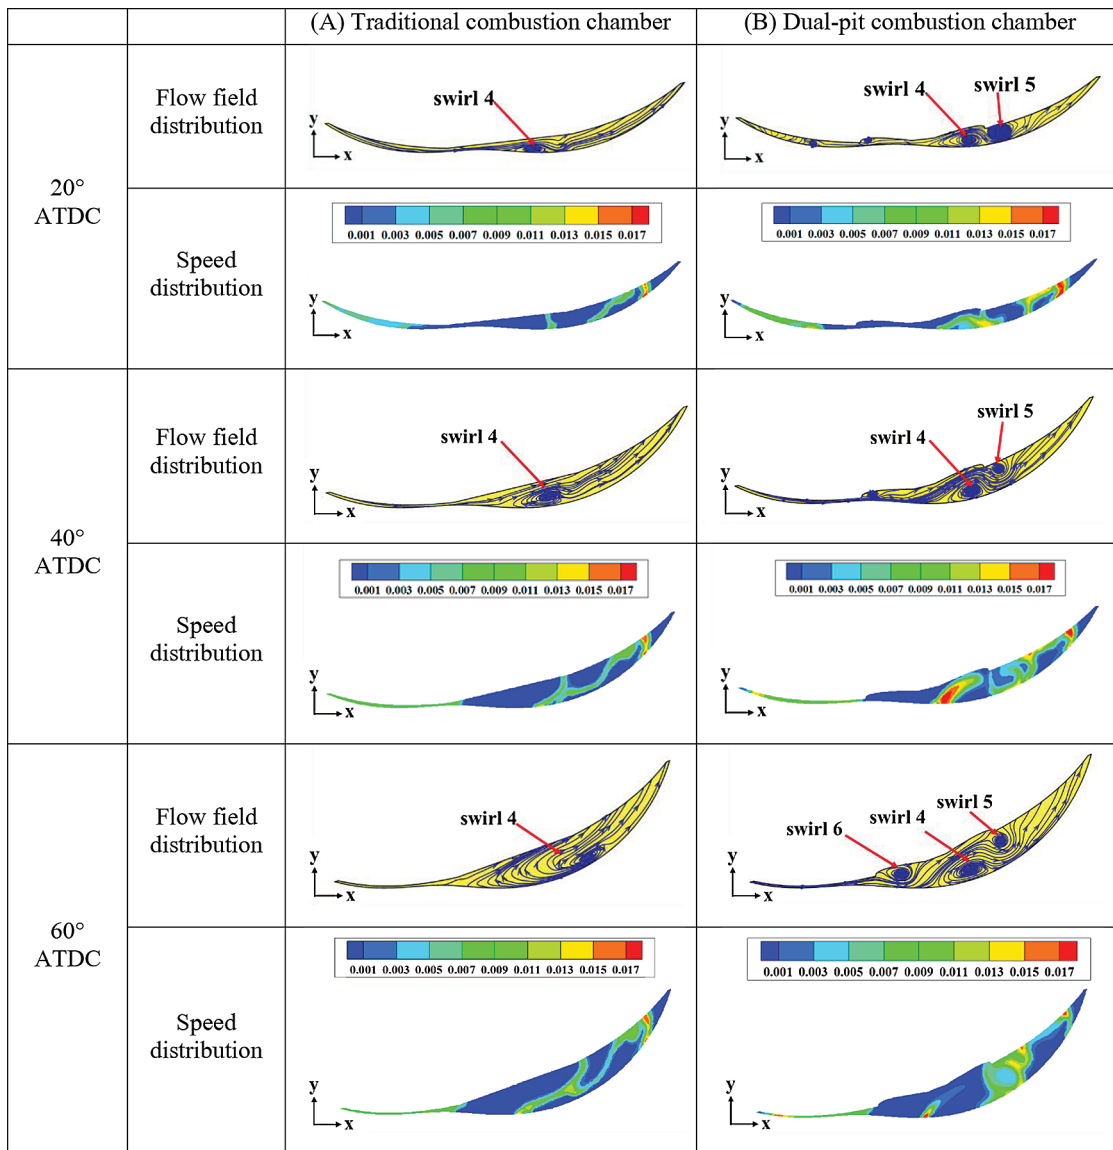 (A) Traditional combustion chamber
(B) Dual-pit combustion chamber
20°
ATDC
Flow field
distribution
swirl 4
y
x
swirl 4
swirl 5
y
x
Speed
distribution
0.001 0.003 0.005 0.007 0.009 0.011 0.013 0.015 0.017
y
x
0.001 0.003 0.005 0.007 0.009 0.011 0.013 0.015 0.017
y
x
40°
ATDC
Flow field
distribution
swirl 4
y
x
swirl 5
swirl 4
y
x
Speed
distribution
0.001 0.003 0.005 0.007 0.009 0.011 0.013 0.015 0.017
y
x
0.001 0.003 0.005 0.007 0.009 0.011 0.013 0.015 0.017
y
x
60°
ATDC
Flow field
distribution
swirl 4
y
x
swirl 5
swirl 4
swirl 6
y
x
Speed
distribution
0.001 0.003 0.005 0.007 0.009 0.011 0.013 0.015 0.017
y
x
0.001 0.003 0.005 0.007 0.009 0.011 0.013 0.015 0.017
y
x